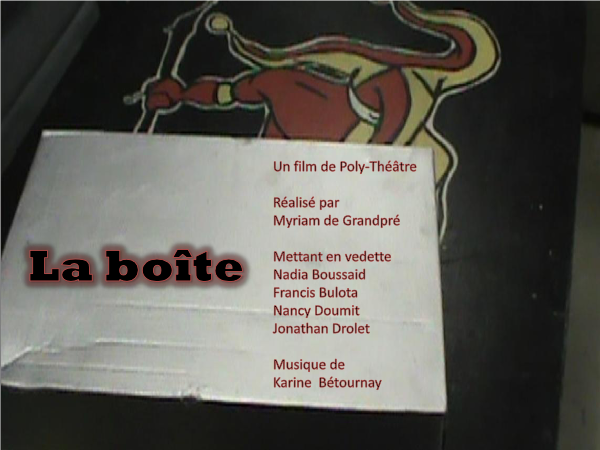 La boîte
Un film de Poly-Théâtre
Réalisé par
Myriam de Grandpré
Mettant en vedette
Nadia Boussaid
Francis Bulota
Nancy Doumit
Jonathan Drolet
Musique de
Karine Bétournay